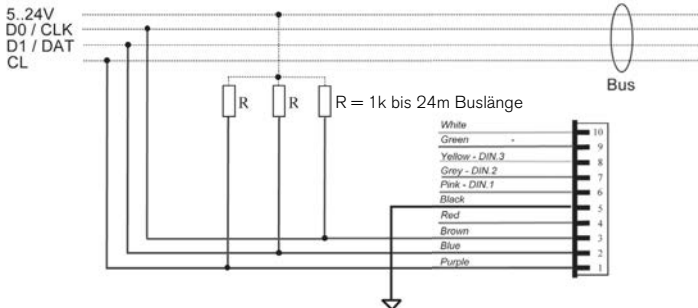 5..24V
D0 / CLK
D1 / DAT
CL
Bus
R
R
R = 1k bis 24m Buslänge
White
10
Green
9
Yellow - DIN.3
8
Grey - DIN.2
7
Pink - DIN.1
6
Black
5
Red
4
Brown
3
Blue
2
Purple
1